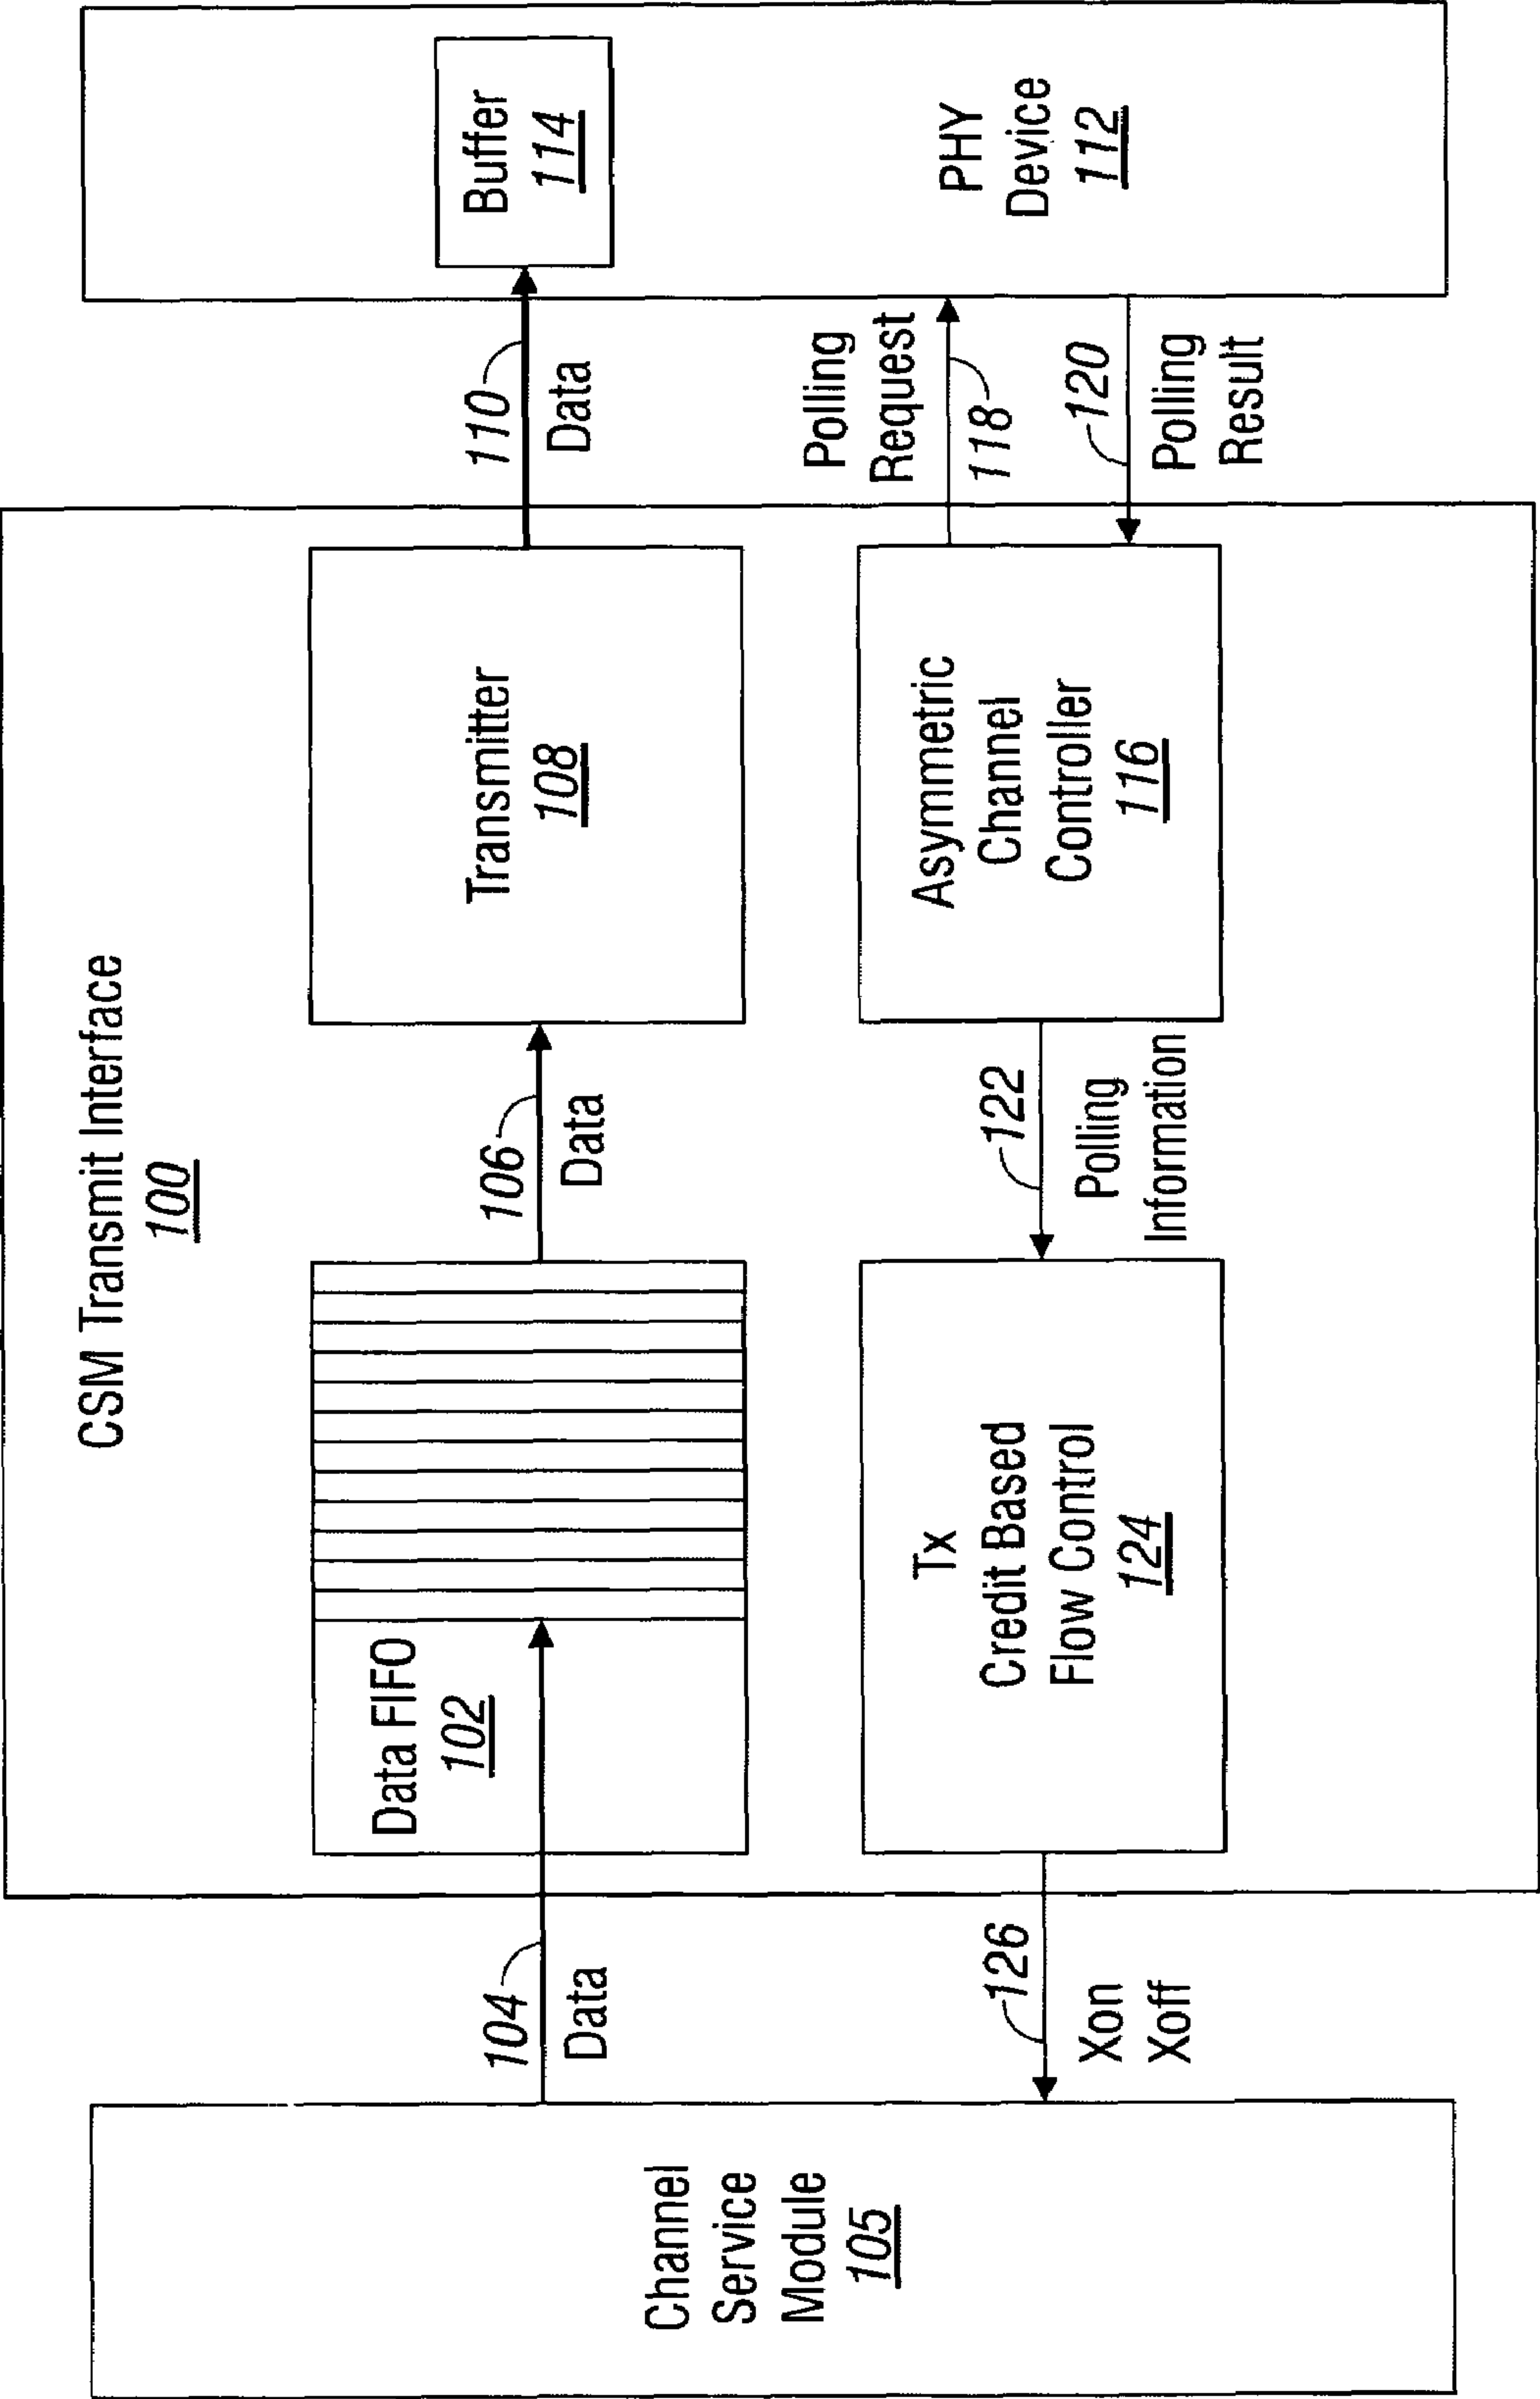 CSM Transmit Interface
100
Channel
Service
Module
105
104
Data
Data FIFO
102
106
Data
Transmitter
108
110
Data
Buffer
114
PHY
Device
112
Polling
Request
118
120
Polling
Result
Asymmetric
Channel
Controller
116
122
Polling
Information
Tx
Credit Based
Flow Control
124
126
Xon
Xoff